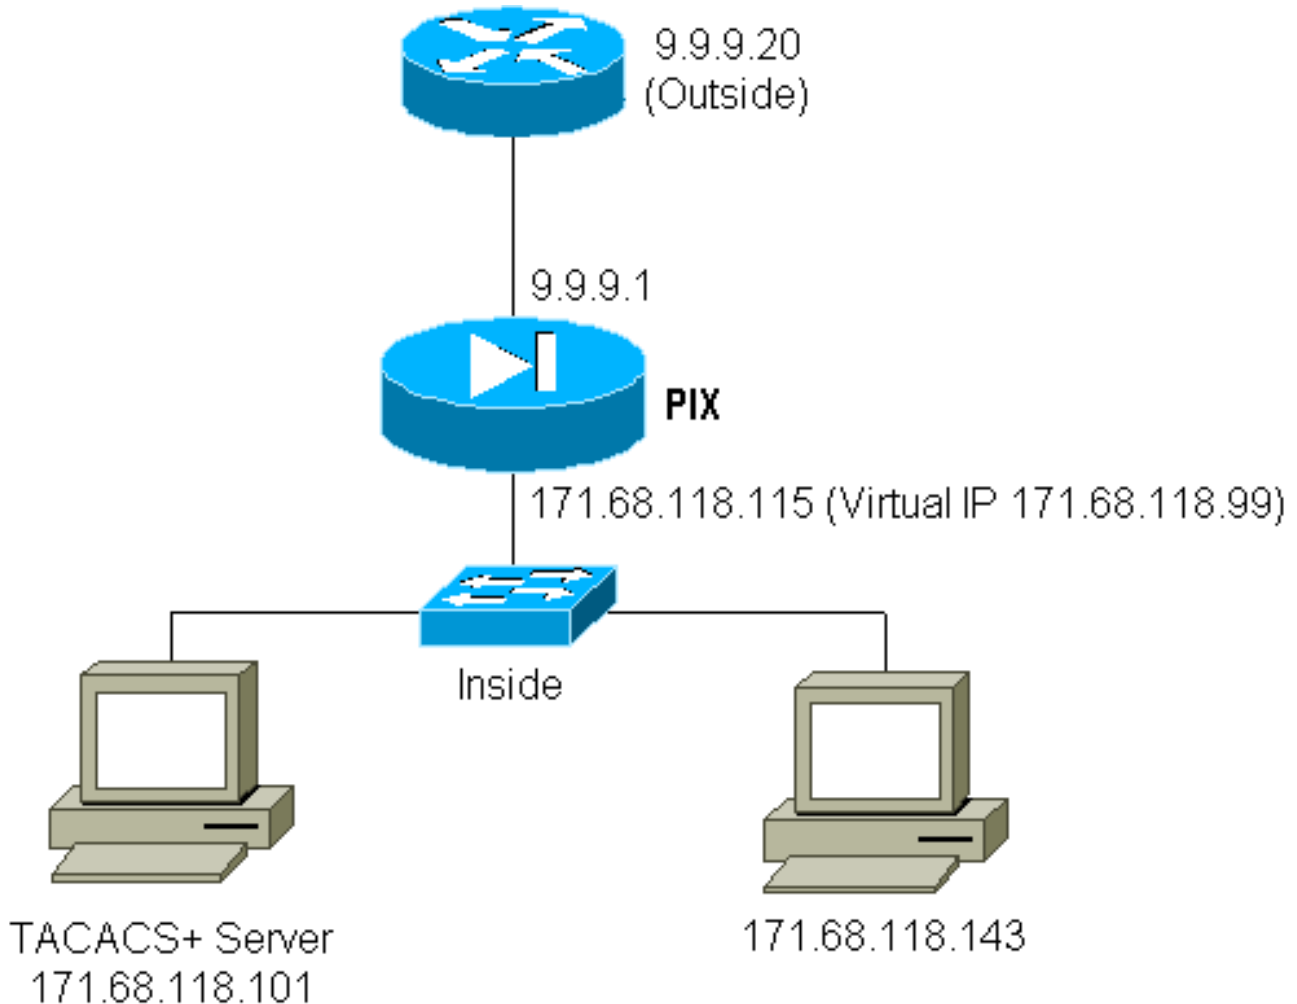 9.9.9.20
(Outside)
9.9.9.1
PIX
171.68.118.115 (Virtual IP 171.68.118.99)
Inside
TACACS+ Server
171.68.118.101
171.68.118.143